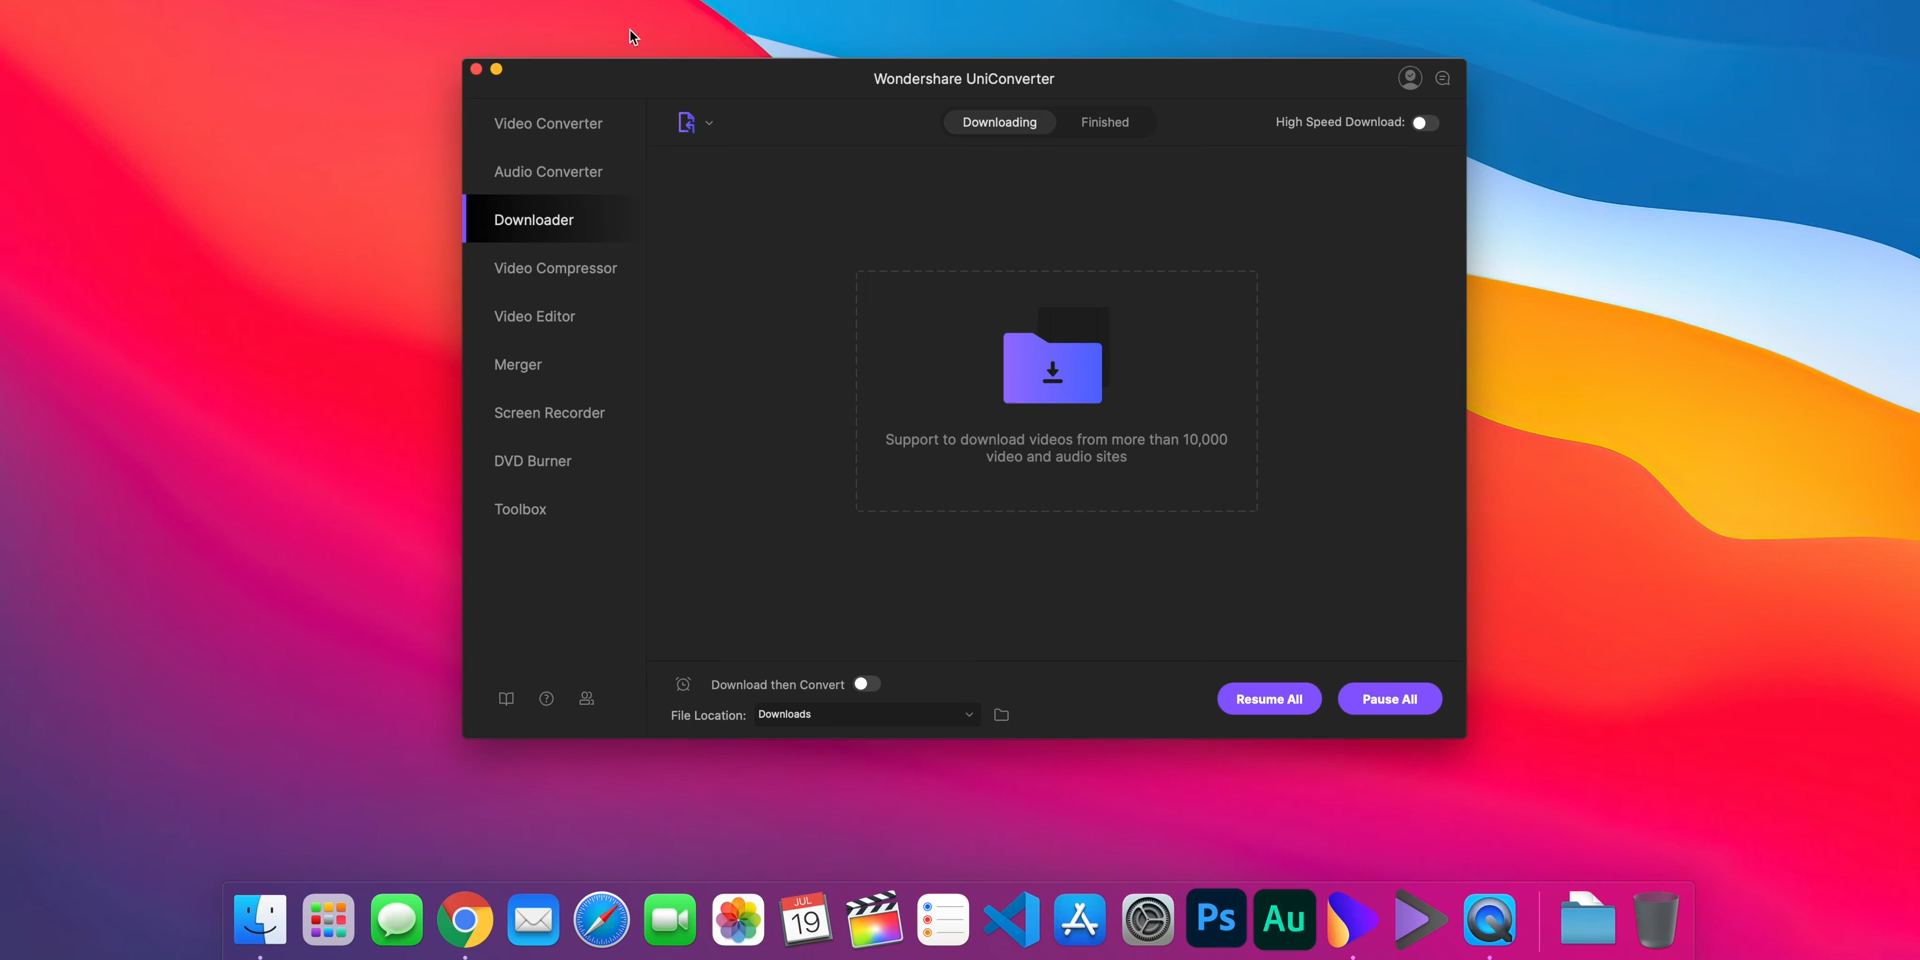 Wondershare UniConverter
Video Converter
Audio Converter
Downloader
Video Compressor
Video Editor
Merger
Screen Recorder
DVD Burner
Toolbox
Downloading
Finished
High Speed Download:
Support to download videos from more than 10,000
video and audio sites
Download then Convert
File Location:
Downloads
Resume All
Pause All
JUL
19
Ps
Au